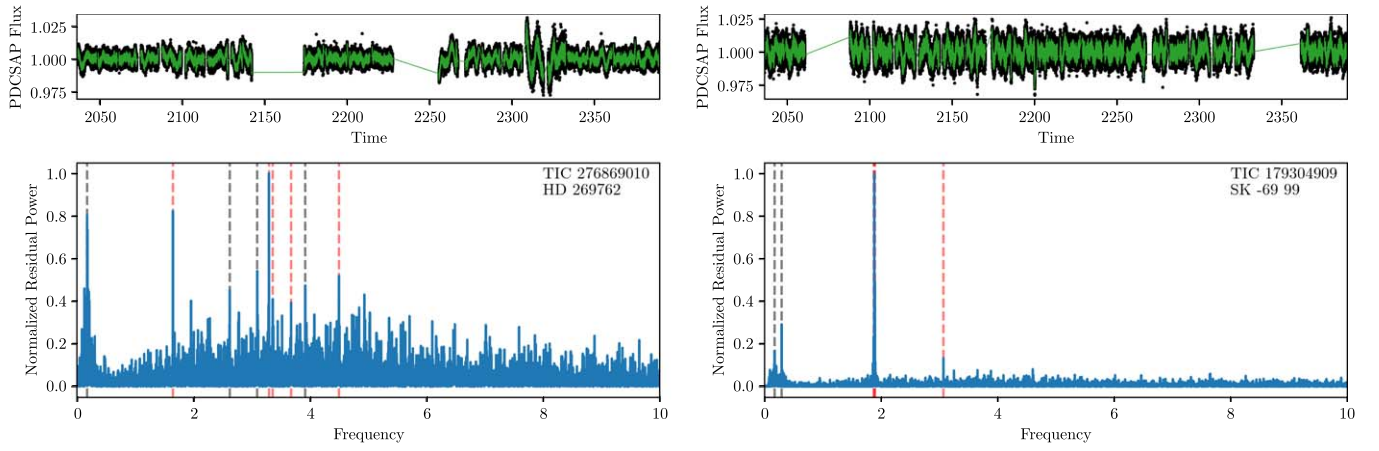 PDCSAP Flux
1.025
1.000
0.975
2050 2100 2150 2200 2250 2300 2350
Time
Normalized Residual Power
1.0
0.8
0.6
0.4
0.2
0.0
TIC 276869010
HD 269762
0 2 4 6 8 10
Frequency
PDCSAP Flux
1.025
1.000
0.975
2050 2100 2150 2200 2250 2300 2350
Time
Normalized Residual Power
1.0
0.8
0.6
0.4
0.2
0.0
TIC 179304909
SK -69 99
0 2 4 6 8 10
Frequency